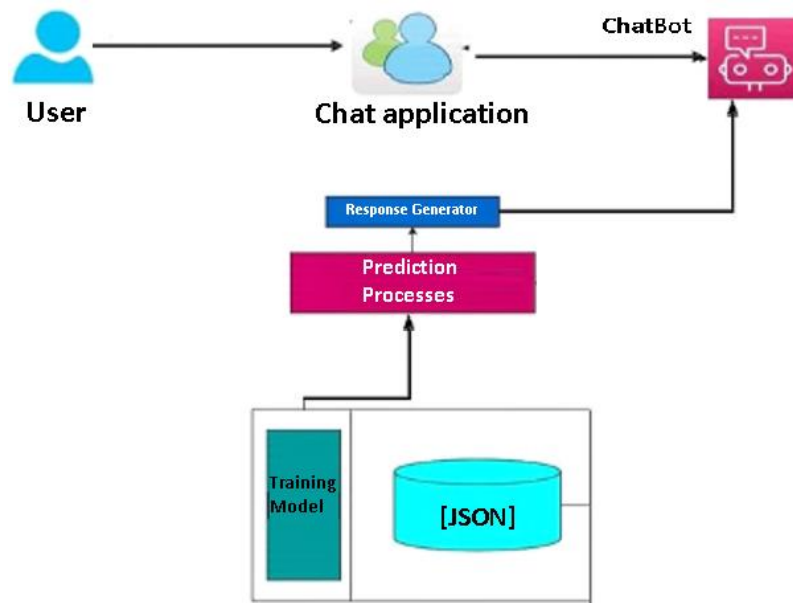 ChatBot
User
Chat application
Response Generator
Prediction
Processes
Training
Model
[JSON]